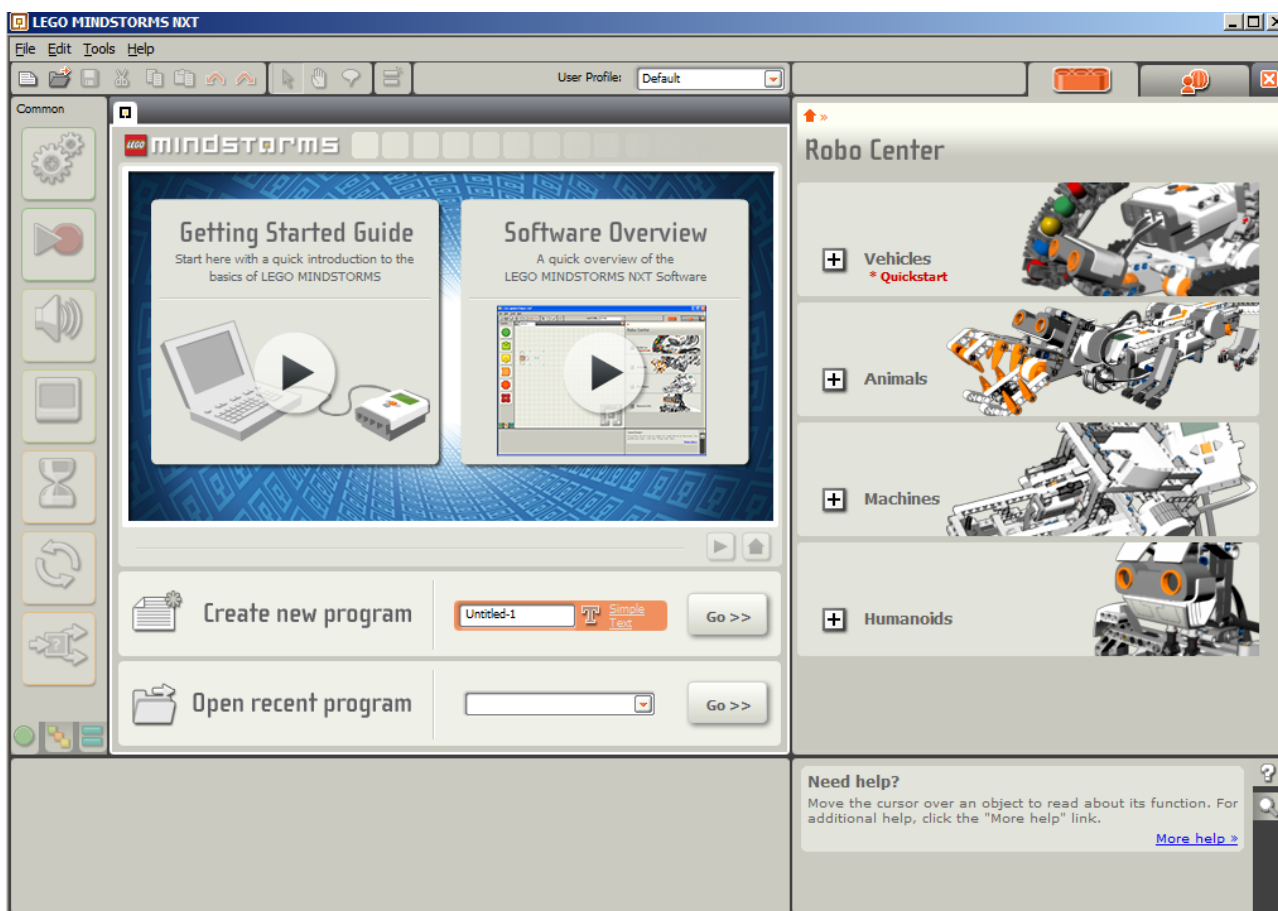 LEGO MINDSTORMS NXT
File Edit Tools Help
User Profile: Default
Common
LEGO mindstorms
Getting Started Guide
Start here with a quick introduction to the
basics of LEGO MINDSTORMS
Software Overview
A quick overview of the
LEGO MINDSTORMS NXT Software
Create new program
Untitled-1
Simple
Text
Go >>
Open recent program
Go >>
»
Robo Center
Vehicles
* Quickstart
Animals
Machines
Humanoids
Need help?
Move the cursor over an object to read about its function. For
additional help, click the "More help" link.
More help »